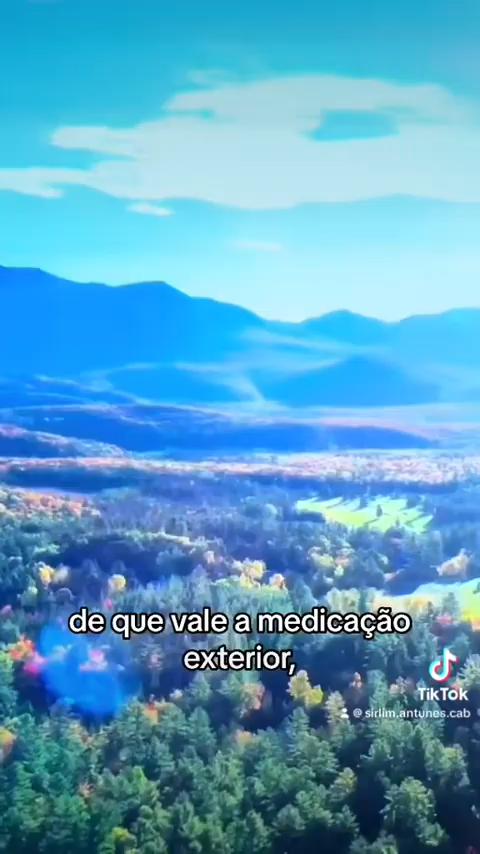 de que vale a medicação
exterior,
TikTok
@ sirlim.antunes.cab